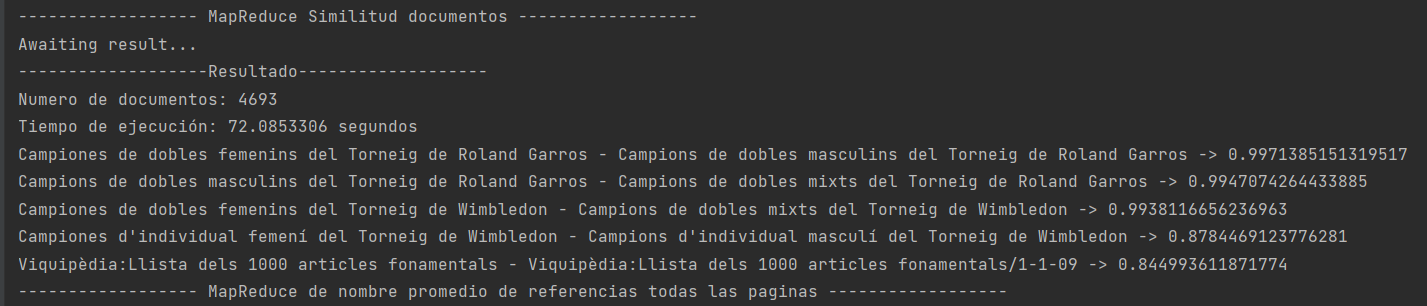 ------------------ MapReduce Similitud documentos ------------------
Awaiting result...
-------------------Resultado-------------------
Numero de documentos: 4693
Tiempo de ejecución: 72.0853306 segundos
Campiones de dobles femenins del Torneig de Roland Garros - Campions de dobles masculins del Torneig de Roland Garros -> 0.9971385151319517
Campions de dobles masculins del Torneig de Roland Garros - Campions de dobles mixts del Torneig de Roland Garros -> 0.9947074264433885
Campiones de dobles femenins del Torneig de Wimbledon - Campions de dobles mixts del Torneig de Wimbledon -> 0.9938116656236963
Campiones d'individual femení del Torneig de Wimbledon - Campions d'individual masculí del Torneig de Wimbledon -> 0.8784469123776281
Viquipèdia:Llista dels 1000 articles fonamentals - Viquipèdia:Llista dels 1000 articles fonamentals/1-1-09 -> 0.844993611871774
------------------ MapReduce de nombre promedio de referencias todas las paginas ------------------